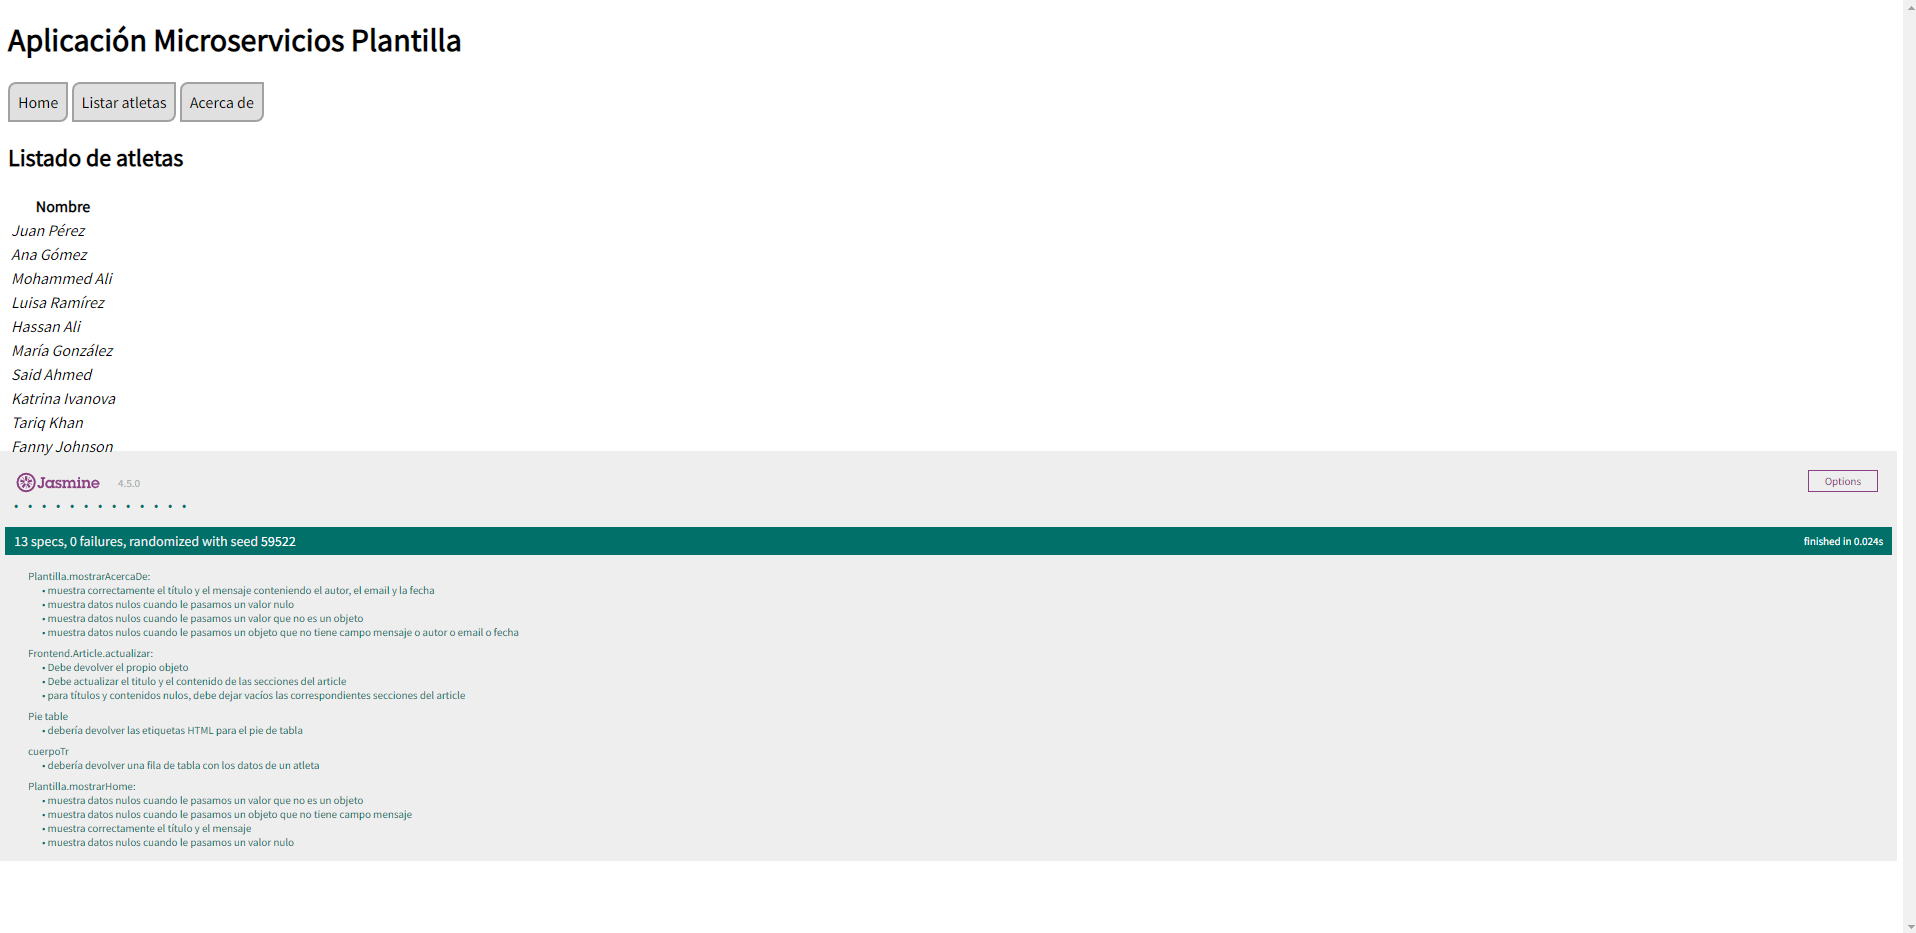 Aplicación Microservicios Plantilla
Home Listar atletas Acerca de
Listado de atletas
Nombre
Juan Pérez
Ana Gómez
Mohammed Ali
Luisa Ramírez
Hassan Ali
María González
Said Ahmed
Katrina Ivanova
Tariq Khan
Fanny Johnson
Jasmine 4.5.0 Options
• • • • • • • • • • • • •
13 specs, 0 failures, randomized with seed 59522 finished in 0.024s
Plantilla.mostrarAcercaDe:
• muestra correctamente el título y el mensaje conteniendo el autor, el email y la fecha
• muestra datos nulos cuando le pasamos un valor nulo
• muestra datos nulos cuando le pasamos un valor que no es un objeto
• muestra datos nulos cuando le pasamos un objeto que no tiene campo mensaje o autor o email o fecha
Frontend.Article.actualizar:
• Debe devolver el propio objeto
• Debe actualizar el titulo y el contenido de las secciones del article
• para títulos y contenidos nulos, debe dejar vacíos las correspondientes secciones del article
Pie table
• debería devolver las etiquetas HTML para el pie de tabla
cuerpoTr
• debería devolver una fila de tabla con los datos de un atleta
Plantilla.mostrarHome:
• muestra datos nulos cuando le pasamos un valor que no es un objeto
• muestra datos nulos cuando le pasamos un objeto que no tiene campo mensaje
• muestra correctamente el título y el mensaje
• muestra datos nulos cuando le pasamos un valor nulo